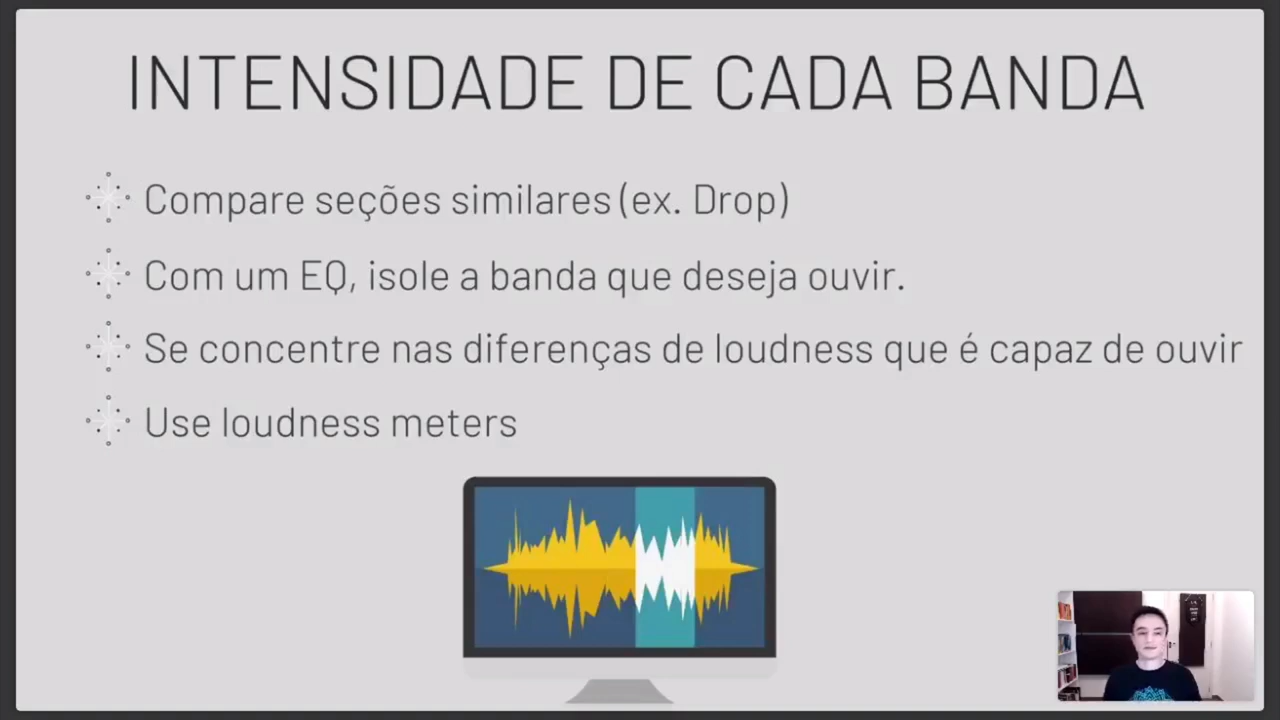 INTENSIDADE DE CADA BANDA
Compare seções similares (ex. Drop)
Com um EQ, isole a banda que deseja ouvir.
Se concentre nas diferenças de loudness que é capaz de ouvir
Use loudness meters